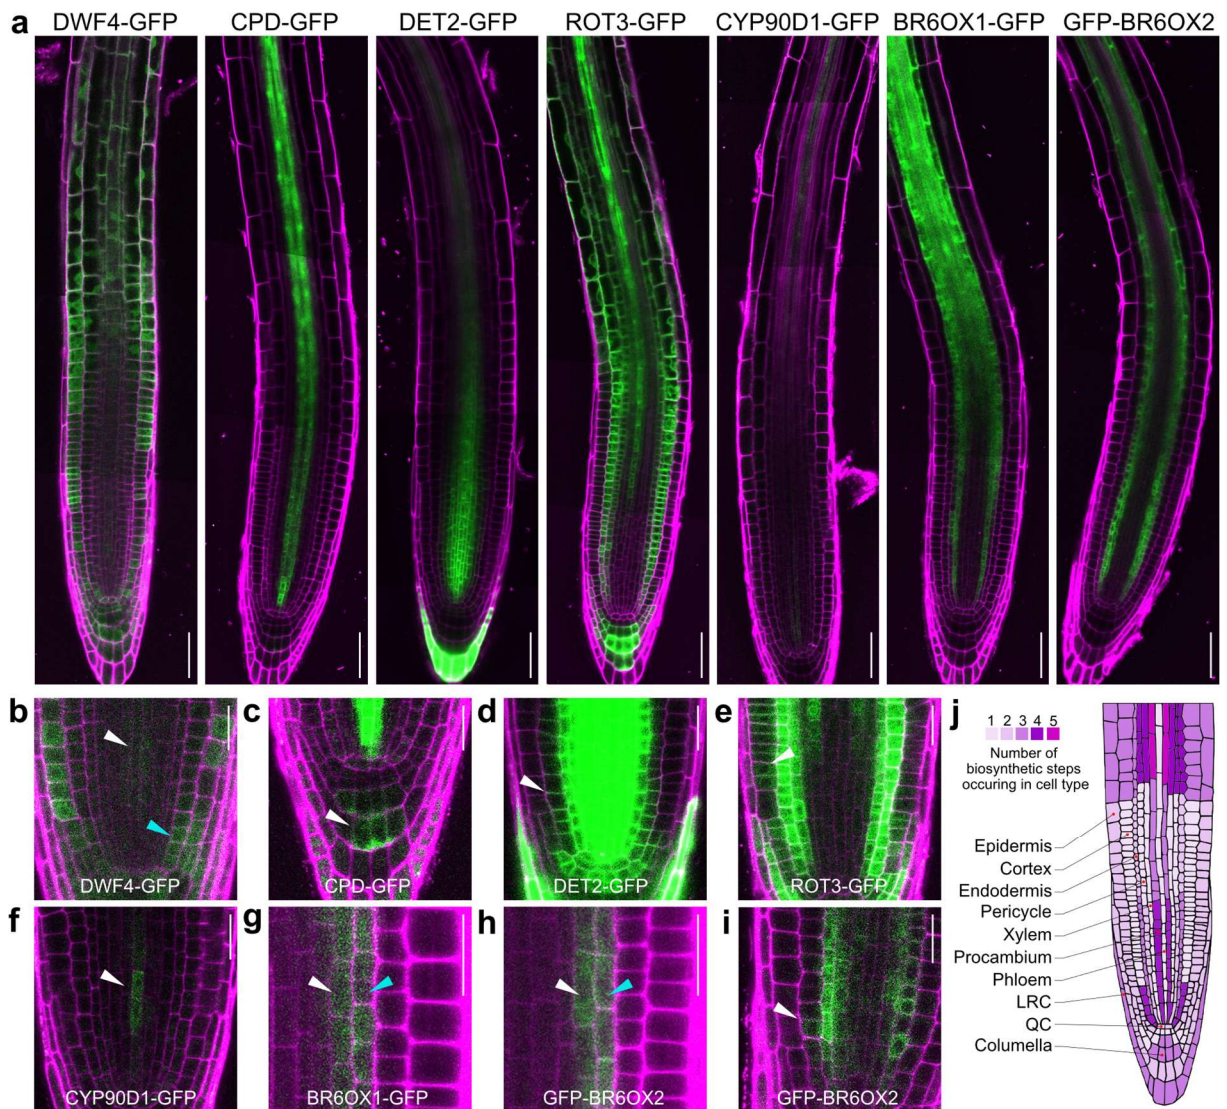 a
DWF4-GFP CPD-GFP DET2-GFP ROT3-GFP CYP90D1-GFP BR6OX1-GFP GFP-BR6OX2
b
DWF4-GFP
c
CPD-GFP
d
DET2-GFP
e
ROT3-GFP
f
CYP90D1-GFP
g
BR6OX1-GFP
h
GFP-BR6OX2
i
GFP-BR6OX2
j
1 2 3 4 5
Number of
biosynthetic steps
occuring in cell type
Epidermis
Cortex
Endodermis
Pericycle
Xylem
Procambium
Phloem
LRC
QC
Columella